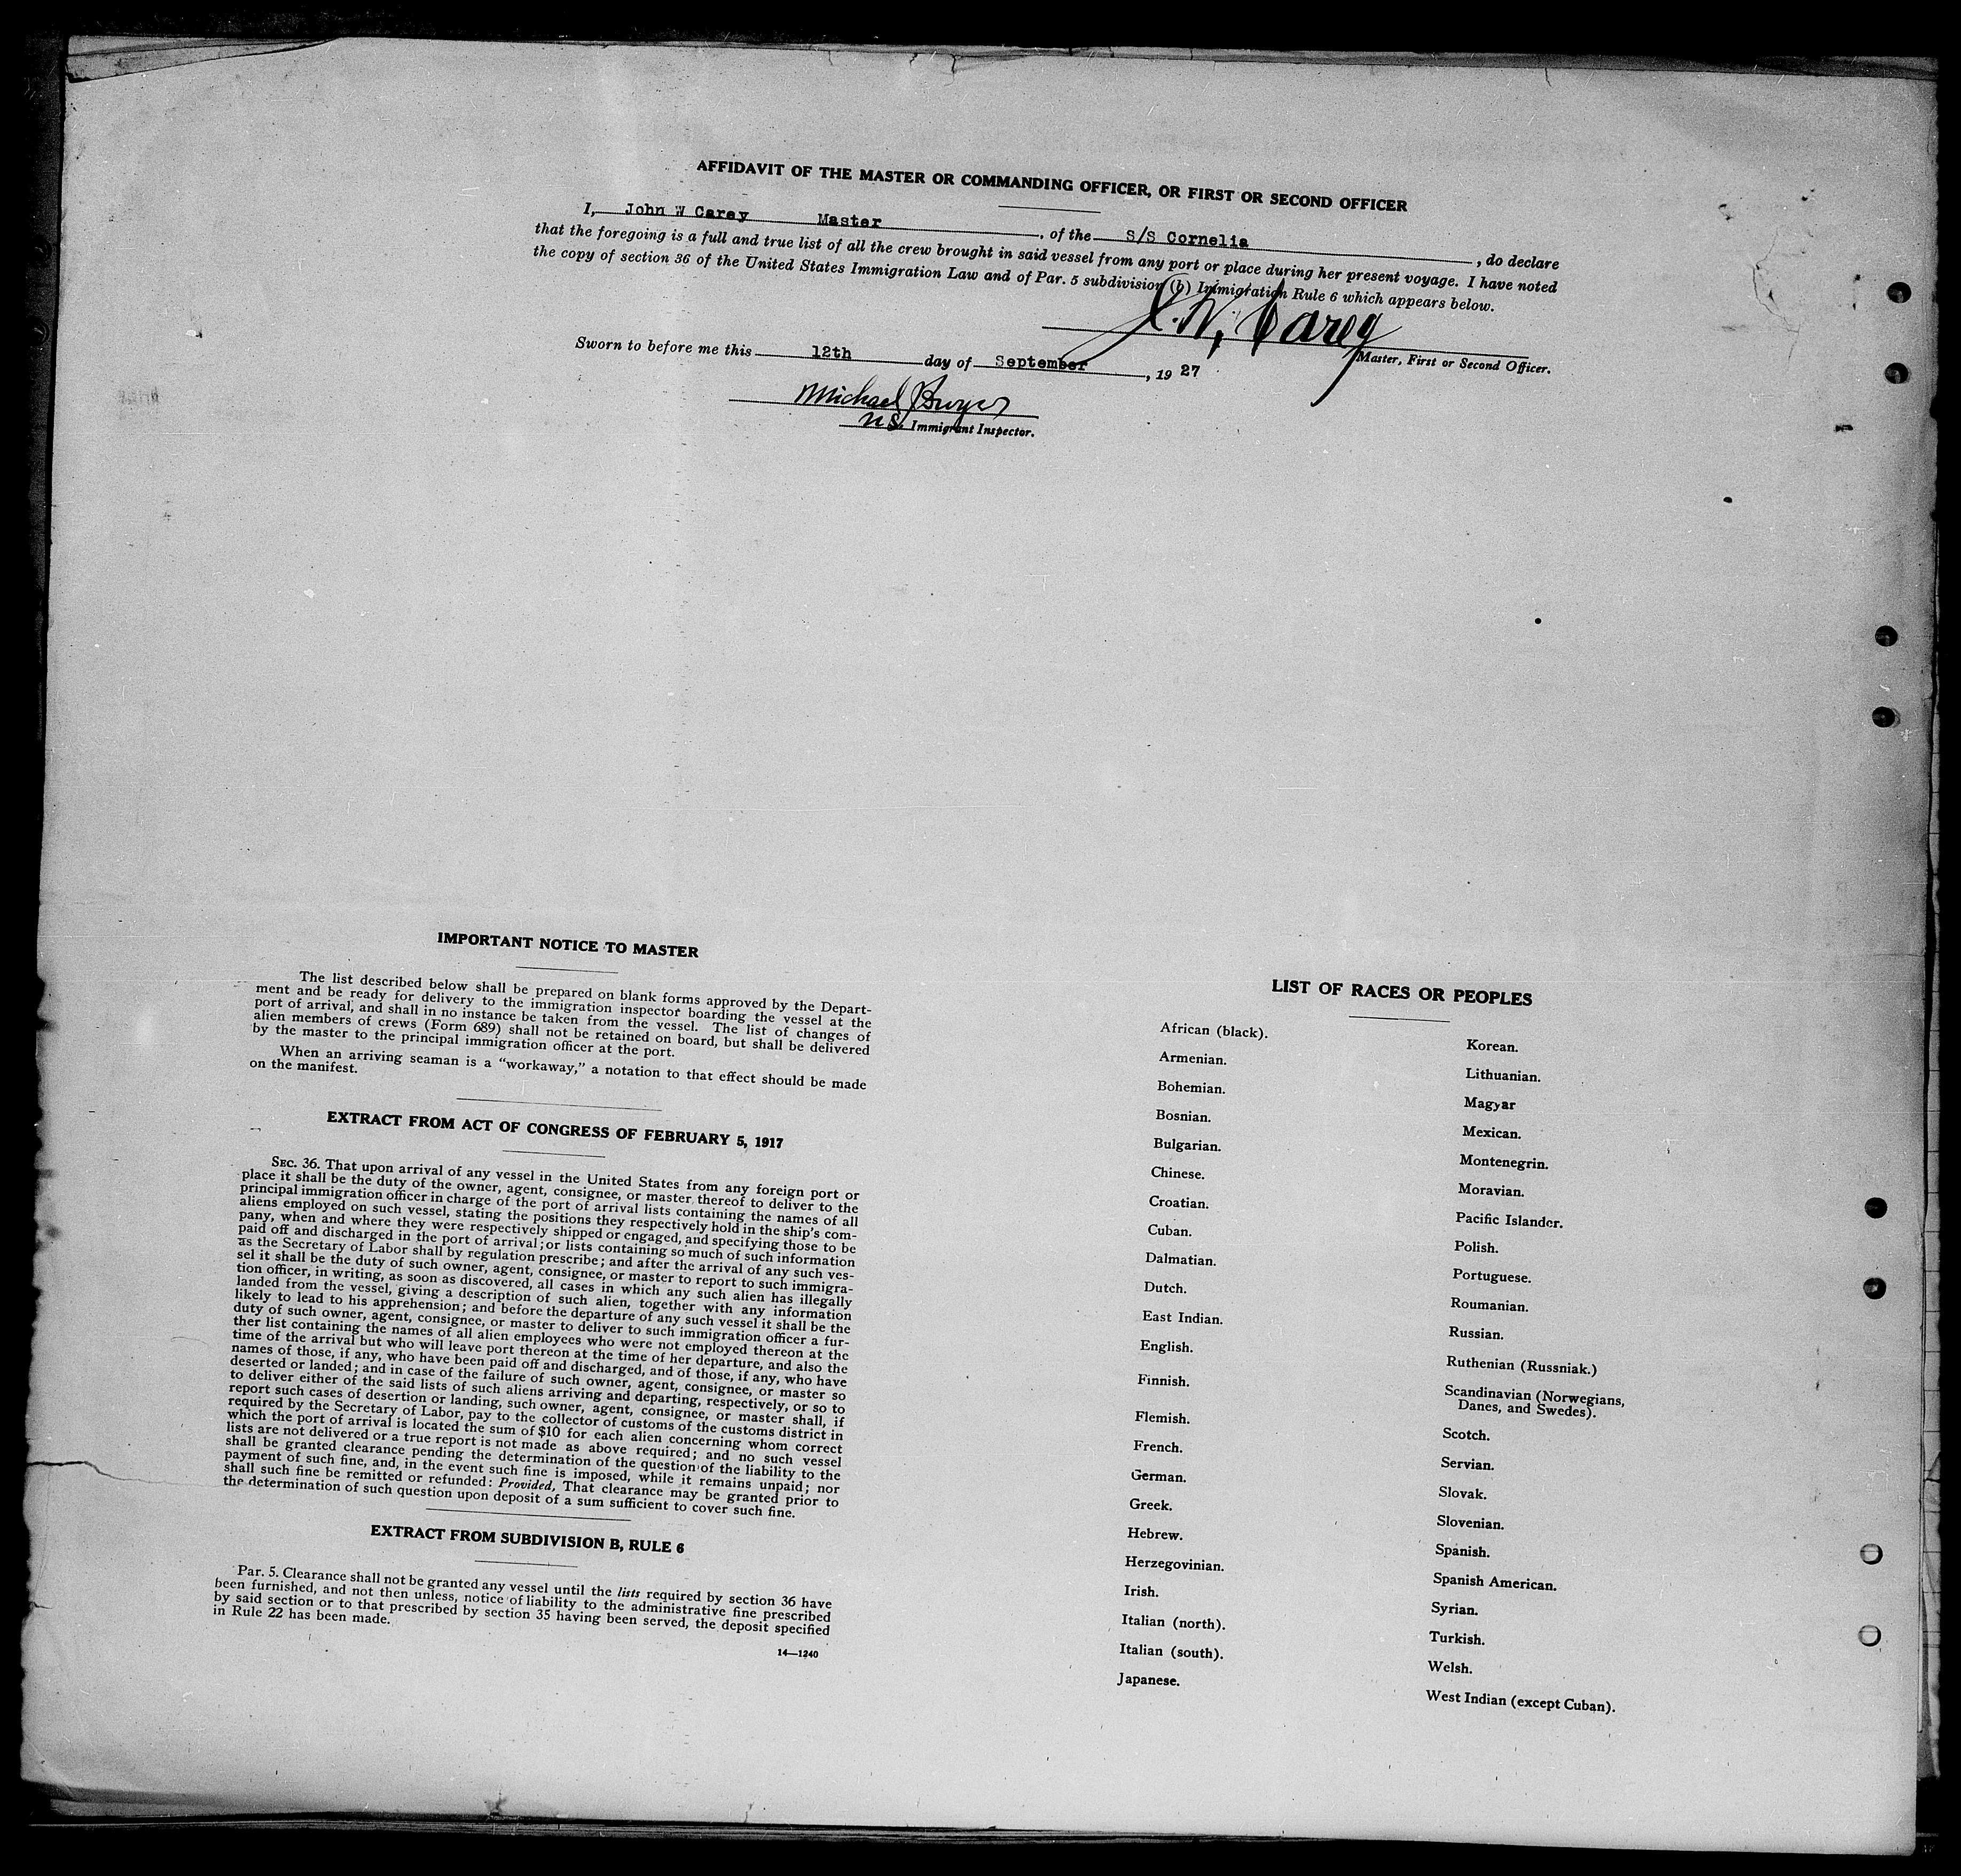 AFFIDAVIT OF THE MASTER OR COMMANDING OFFICER, OR FIRST OR SECOND OFFICER
I, John W Carey Master , of the S/S Cornelia , do declare
that the foregoing is a full and true list of all the crew brought in said vessel from any port or place during her present voyage. I have noted
the copy of section 36 of the United States Immigration Law and of Par. 5 subdivision (b) Immigration Rule 6 which appears below.
J. W. Carey
Master, First or Second Officer.
Sworn to before me this 12th day of September , 19 27
Michael
U.S. Immigrant Inspector.
IMPORTANT NOTICE TO MASTER
The list described below shall be prepared on blank forms approved by the Depart-
ment and be ready for delivery to the immigration inspector boarding the vessel at the
port of arrival, and shall in no instance be taken from the vessel. The list of changes of
alien members of crews (Form 689) shall not be retained on board, but shall be delivered
by the master to the principal immigration officer at the port.
When an arriving seaman is a "workaway," a notation to that effect should be made
on the manifest.
EXTRACT FROM ACT OF CONGRESS OF FEBRUARY 5, 1917
SEC. 36. That upon arrival of any vessel in the United States from any foreign port or
place it shall be the duty of the owner, agent, consignee, or master thereof to deliver to the
principal immigration officer in charge of the port of arrival lists containing the names of all
aliens employed on such vessel, stating the positions they respectively hold in the ship's com-
pany, when and where they were respectively shipped or engaged, and specifying those to be
paid off and discharged in the port of arrival; or lists containing so much of such information
as the Secretary of Labor shall by regulation prescribe; and after the arrival of any such ves-
sel it shall be the duty of such owner, agent, consignee, or master to report to such immigra-
tion officer, in writing, as soon as discovered, all cases in which any such alien has illegally
landed from the vessel, giving a description of such alien, together with any information
likely to lead to his apprehension; and before the departure of any such vessel it shall be the
duty of such owner, agent, consignee, or master to deliver to such immigration officer a fur-
ther list containing the names of all alien employees who were not employed thereon at the
time of the arrival but who will leave port thereon at the time of her departure, and also the
names of those, if any, who have been paid off and discharged, and of those, if any, who have
deserted or landed; and in case of the failure of such owner, agent, consignee, or master so
to deliver either of the said lists of such aliens arriving and departing, respectively, or so to
report such cases of desertion or landing, such owner, agent, consignee, or master shall, if
required by the Secretary of Labor, pay to the collector of customs of the customs district in
which the port of arrival is located the sum of $10 for each alien concerning whom correct
lists are not delivered or a true report is not made as above required; and no such vessel
shall be granted clearance pending the determination of the question of the liability to the
payment of such fine, and, in the event such fine is imposed, while it remains unpaid; nor
shall such fine be remitted or refunded: Provided, That clearance may be granted prior to
the determination of such question upon deposit of a sum sufficient to cover such fine.
EXTRACT FROM SUBDIVISION B, RULE 6
Par. 5. Clearance shall not be granted any vessel until the lists required by section 36 have
been furnished, and not then unless, notice of liability to the administrative fine prescribed
by said section or to that prescribed by section 35 having been served, the deposit specified
in Rule 22 has been made.
14—1240
LIST OF RACES OR PEOPLES
African (black).
Armenian.
Bohemian.
Bosnian.
Bulgarian.
Chinese.
Croatian.
Cuban.
Dalmatian.
Dutch.
East Indian.
English.
Finnish.
Flemish.
French.
German.
Greek.
Hebrew.
Herzegovinian.
Irish.
Italian (north).
Italian (south).
Japanese.
Korean.
Lithuanian.
Magyar
Mexican.
Montenegrin.
Moravian.
Pacific Islander.
Polish.
Portuguese.
Roumanian.
Russian.
Ruthenian (Russniak.)
Scandinavian (Norwegians,
Danes, and Swedes).
Scotch.
Servian.
Slovak.
Slovenian.
Spanish.
Spanish American.
Syrian.
Turkish.
Welsh.
West Indian (except Cuban).